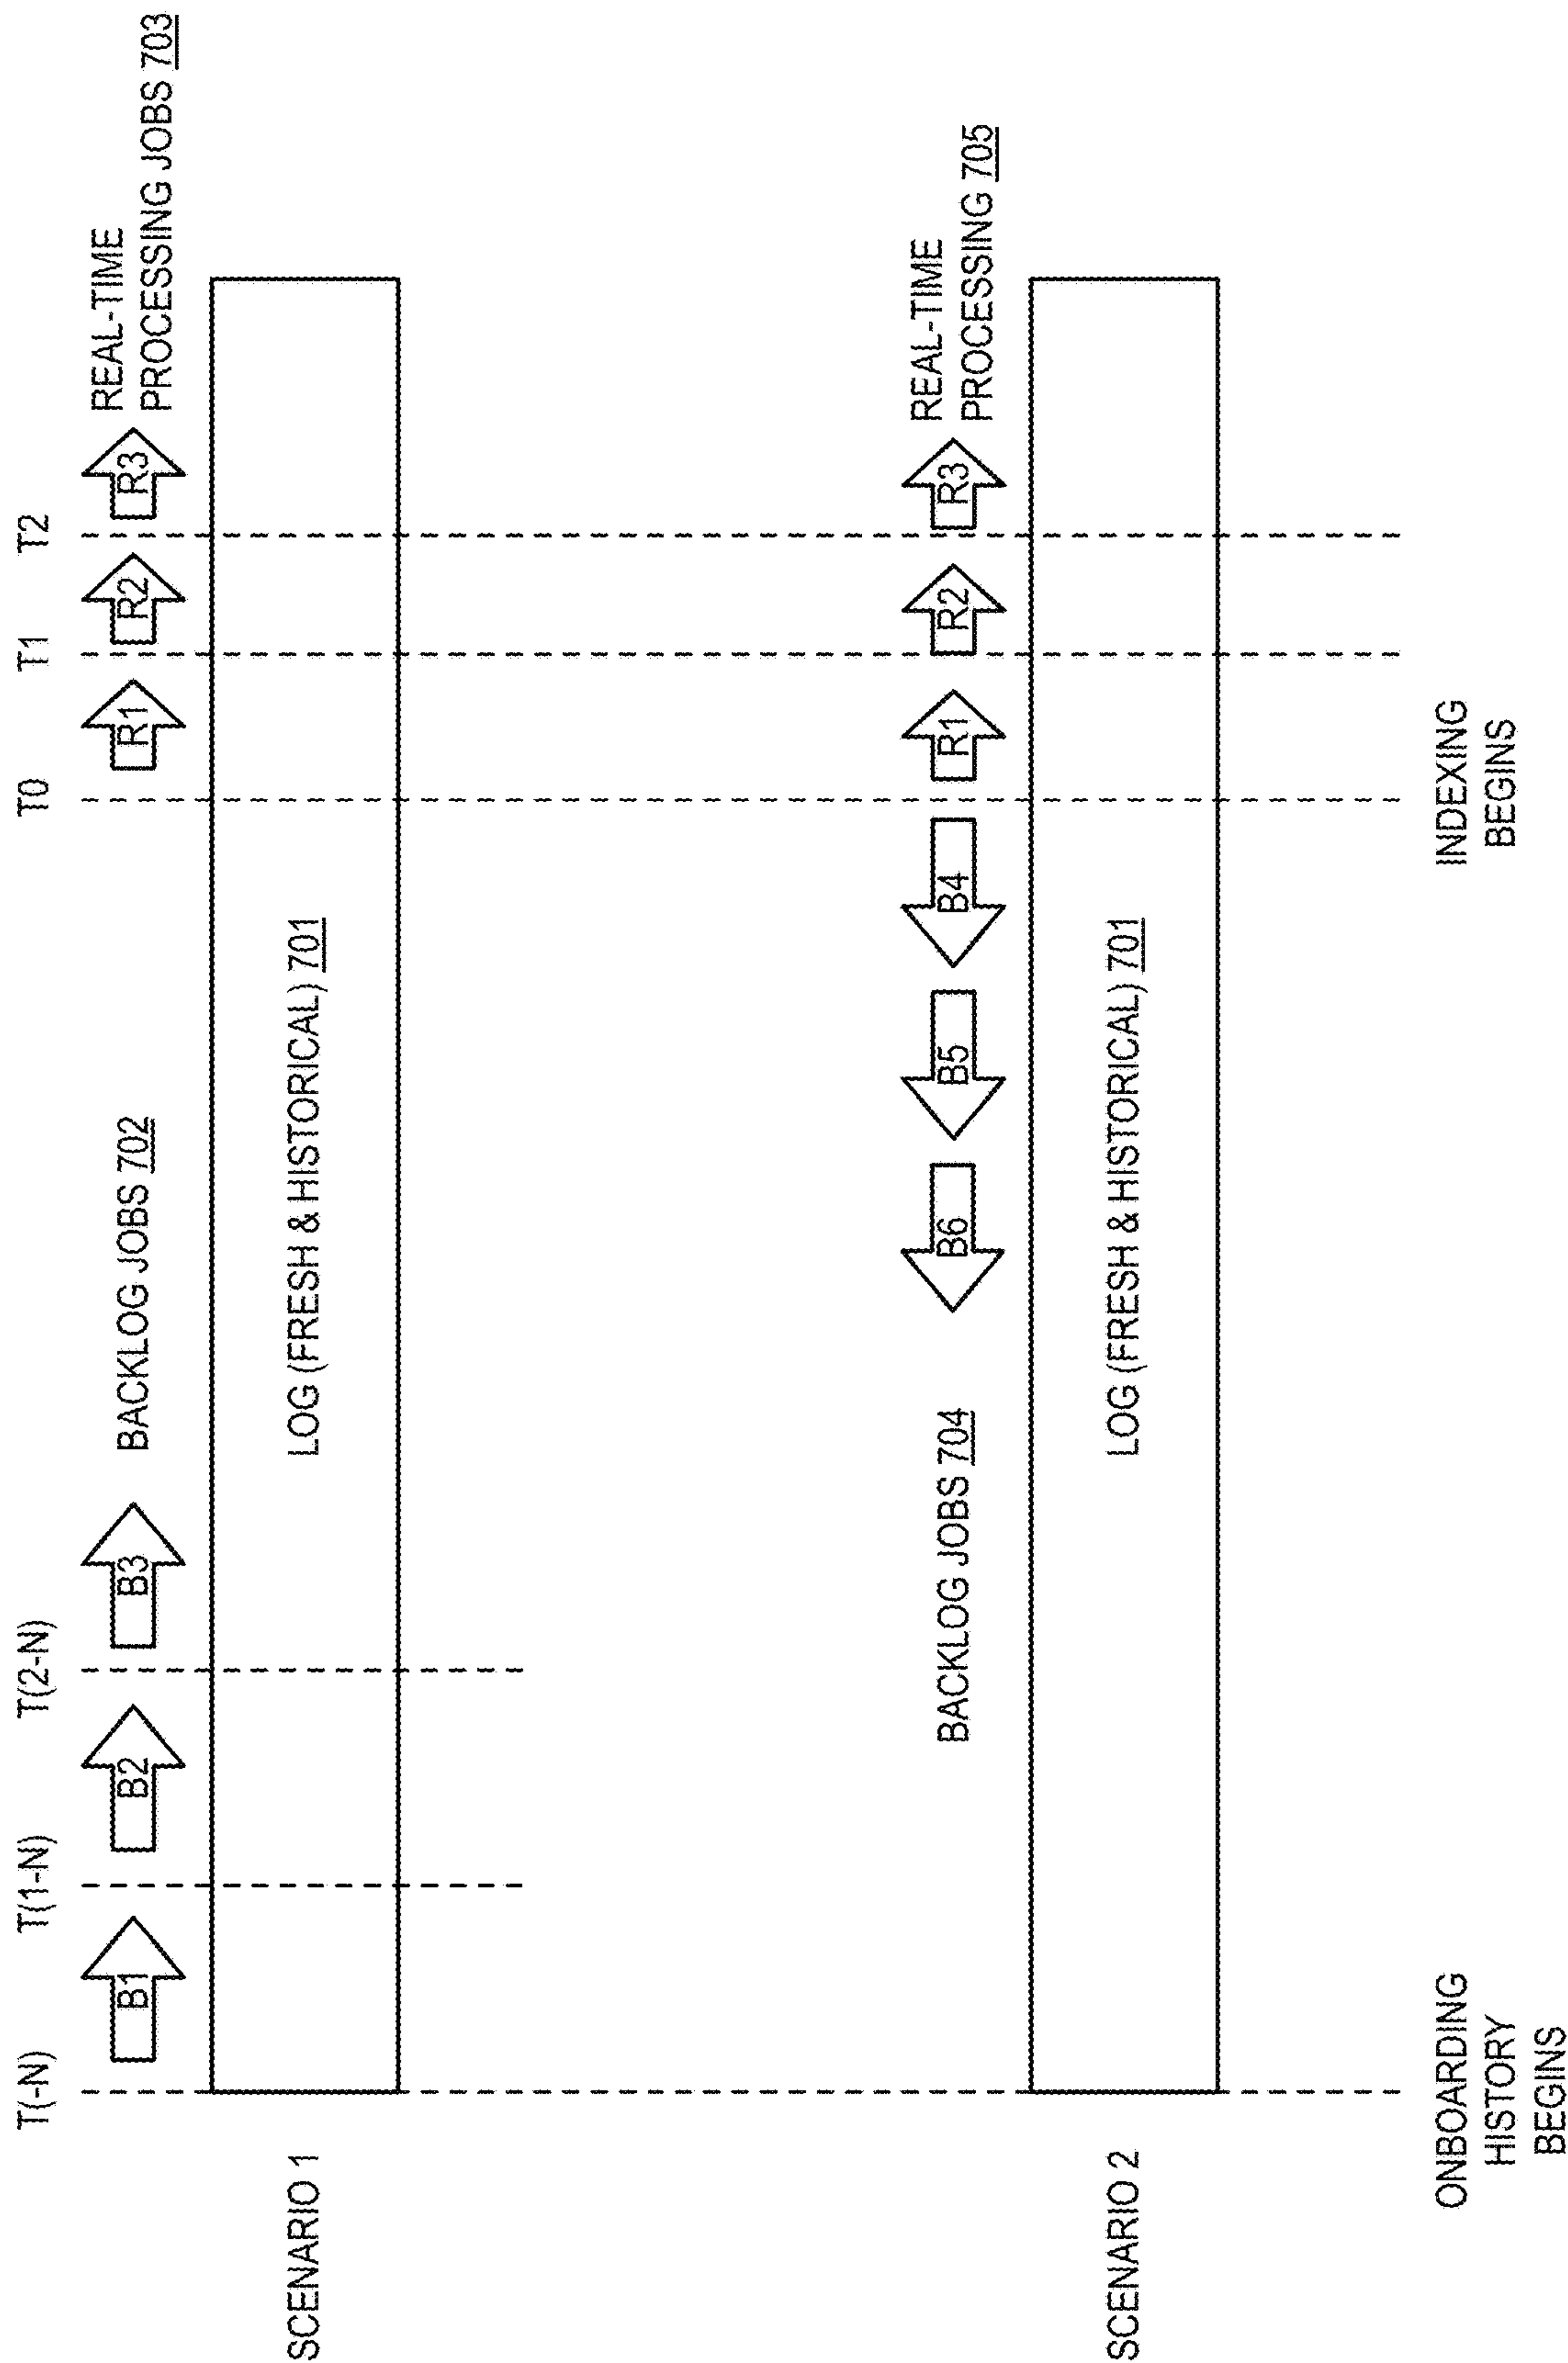 T(-N)
T(1-N)
T(2-N)
T0
T1
T2
B1
B2
B3
BACKLOG JOBS 702
R1
R2
R3
REAL-TIME
PROCESSING JOBS 703
SCENARIO 1
LOG (FRESH & HISTORICAL) 701
BACKLOG JOBS 704
B6
B5
B4
R1
R2
R3
REAL-TIME
PROCESSING 705
SCENARIO 2
LOG (FRESH & HISTORICAL) 701
ONBOARDING
HISTORY
BEGINS
INDEXING
BEGINS